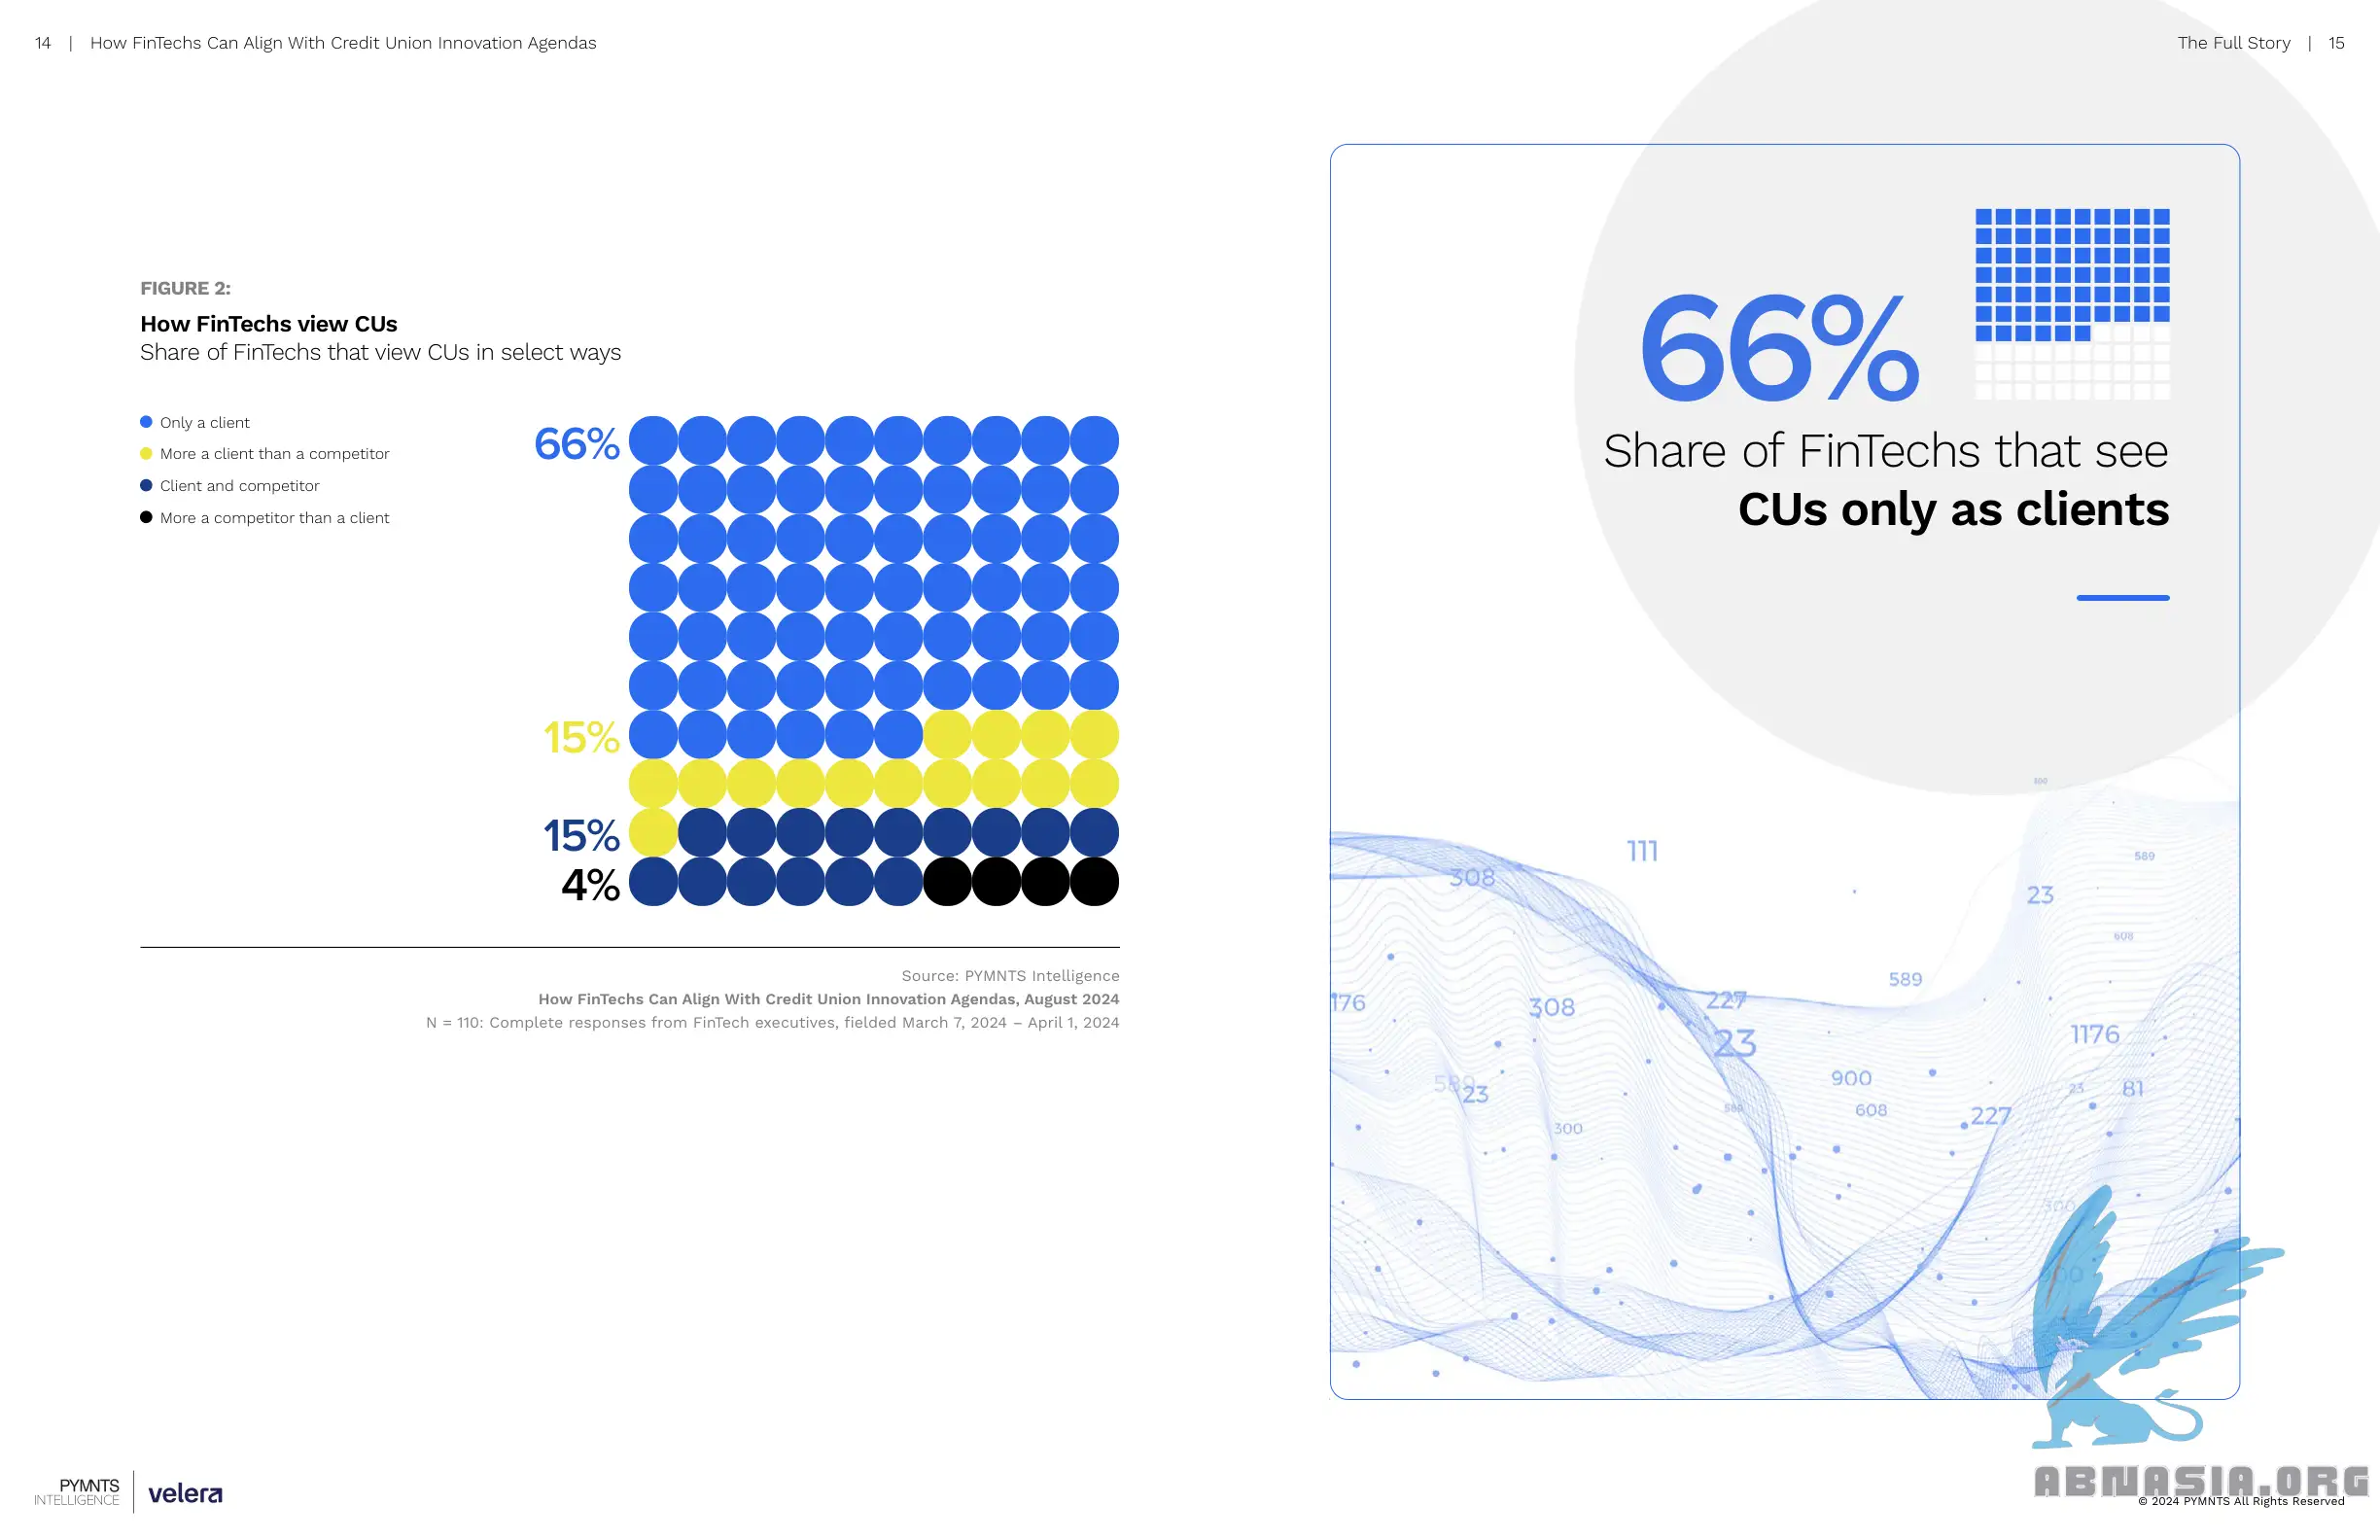 14 | How FinTechs Can Align With Credit Union Innovation Agendas
The Full Story | 15
FIGURE 2:
How FinTechs view CUs
Share of FinTechs that view CUs in select ways
Only a client
More a client than a competitor
Client and competitor
More a competitor than a client
66%
15%
15%
4%
Source: PYMNTS Intelligence
How FinTechs Can Align With Credit Union Innovation Agendas, August 2024
N = 110: Complete responses from FinTech executives, fielded March 7, 2024 – April 1, 2024
66%
Share of FinTechs that see
CUs only as clients
111
308
589
23
608
589
176
308
227
23
1176
900
23
81
589
23
608
227
300
300
PYMNTS
INTELLIGENCE
velera
ABNASIA.ORG
© 2024 PYMNTS All Rights Reserved